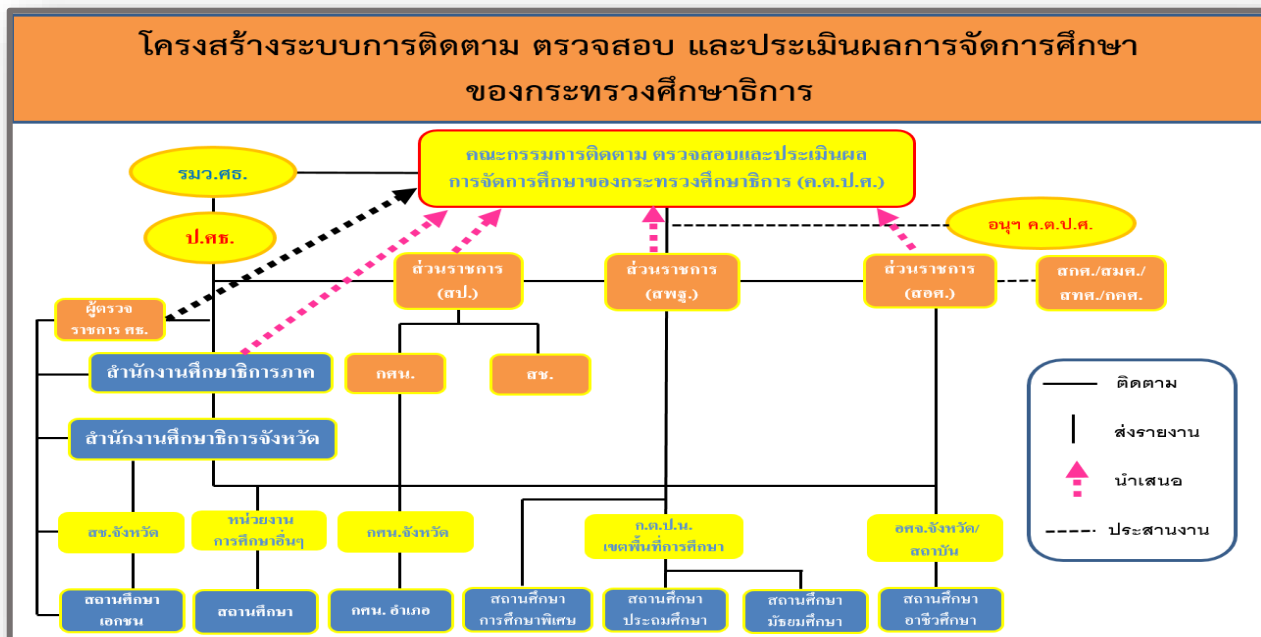 โครงสร้างระบบการติดตาม ตรวจสอบ และประเมินผลการจัดการศึกษา
ของกระทรวงศึกษาธิการ
คณะกรรมการติดตาม ตรวจสอบและประเมินผล
การจัดการศึกษาของกระทรวงศึกษาธิการ (ค.ต.ป.ศ.)
รมว.ศธ.
ป.ศธ.
อนุฯ ค.ต.ป.ศ.
ส่วนราชการ
(สป.)
ส่วนราชการ
(สพฐ.)
ส่วนราชการ
(สอศ.)
สกศ./สมศ./
สทศ./กคศ.
ผู้ตรวจ
ราชการ ศธ.
สำนักงานศึกษาธิการภาค
กศน.
สช.
สำนักงานศึกษาธิการจังหวัด
ติดตาม
ส่งรายงาน
นำเสนอ
ประสานงาน
สช.จังหวัด
หน่วยงาน
การศึกษาอื่นๆ
กศน.จังหวัด
ก.ต.ป.น.
เขตพื้นที่การศึกษา
อศจ.จังหวัด/
สถาบัน
สถานศึกษา
เอกชน
สถานศึกษา
กศน. อำเภอ
สถานศึกษา
การศึกษาพิเศษ
สถานศึกษา
ประถมศึกษา
สถานศึกษา
มัธยมศึกษา
สถานศึกษา
อาชีวศึกษา